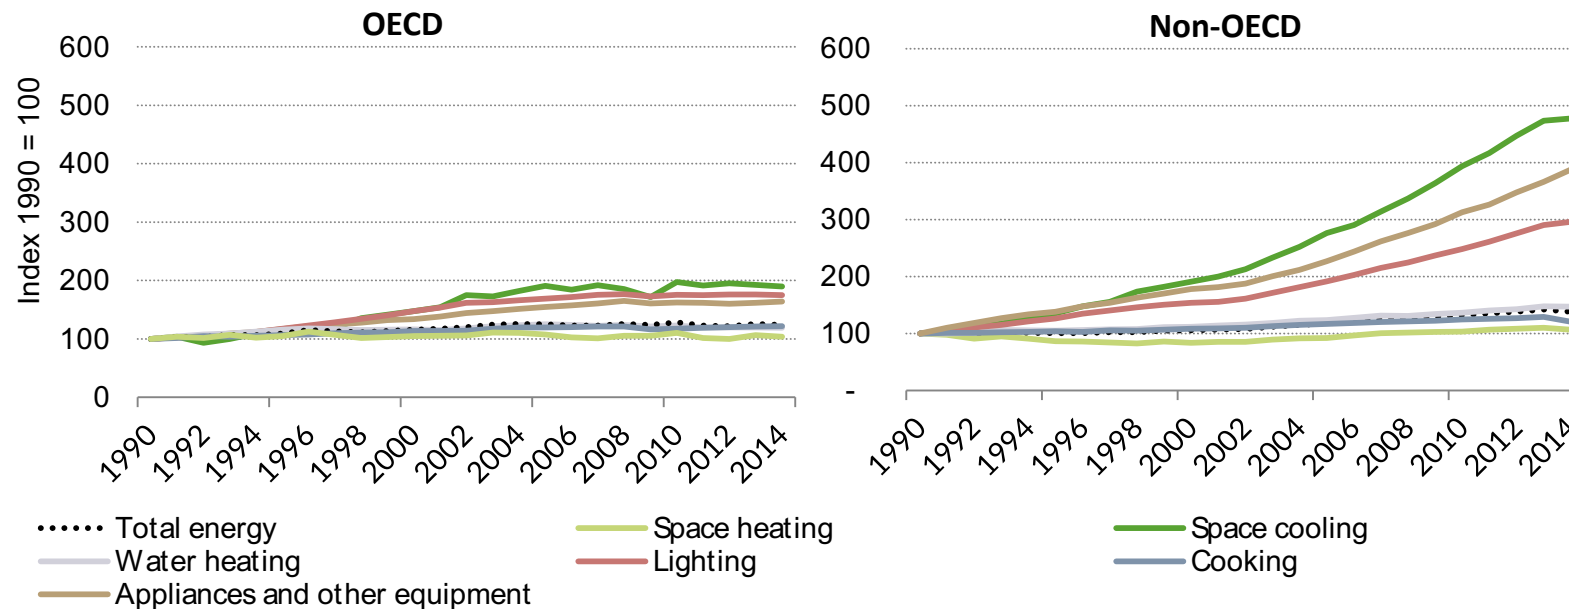 OECD
Non-OECD
Index 1990 = 100
600
500
400
300
200
100
0
600
500
400
300
200
100
-
1990 1992 1994 1996 1998 2000 2002 2004 2006 2008 2010 2012 2014
1990 1992 1994 1996 1998 2000 2002 2004 2006 2008 2010 2012 2014
Total energy Space heating Space cooling
Water heating Lighting Cooking
Appliances and other equipment